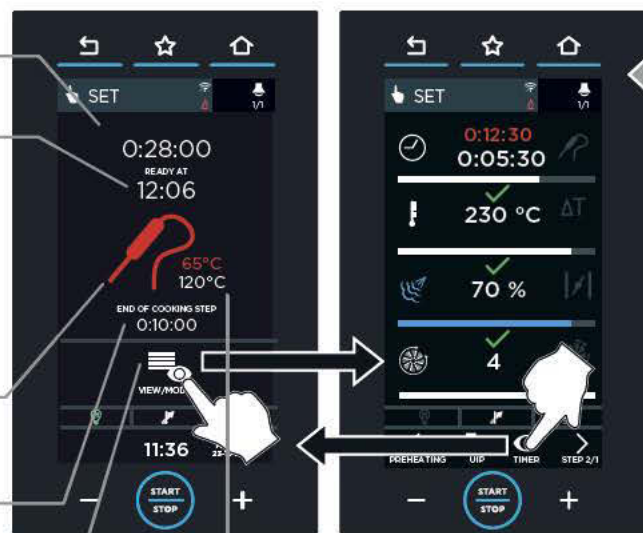 SET
1/1
0:28:00
READY AT
12:06
65°C
120°C
END OF COOKING STEP
0:10:00
11:36
START
STOP
SET
1/1
0:12:30
0:05:30
230 °C
ΔT
70 %
4
PREHEATING
TIMER
STEP 2/1
START
STOP